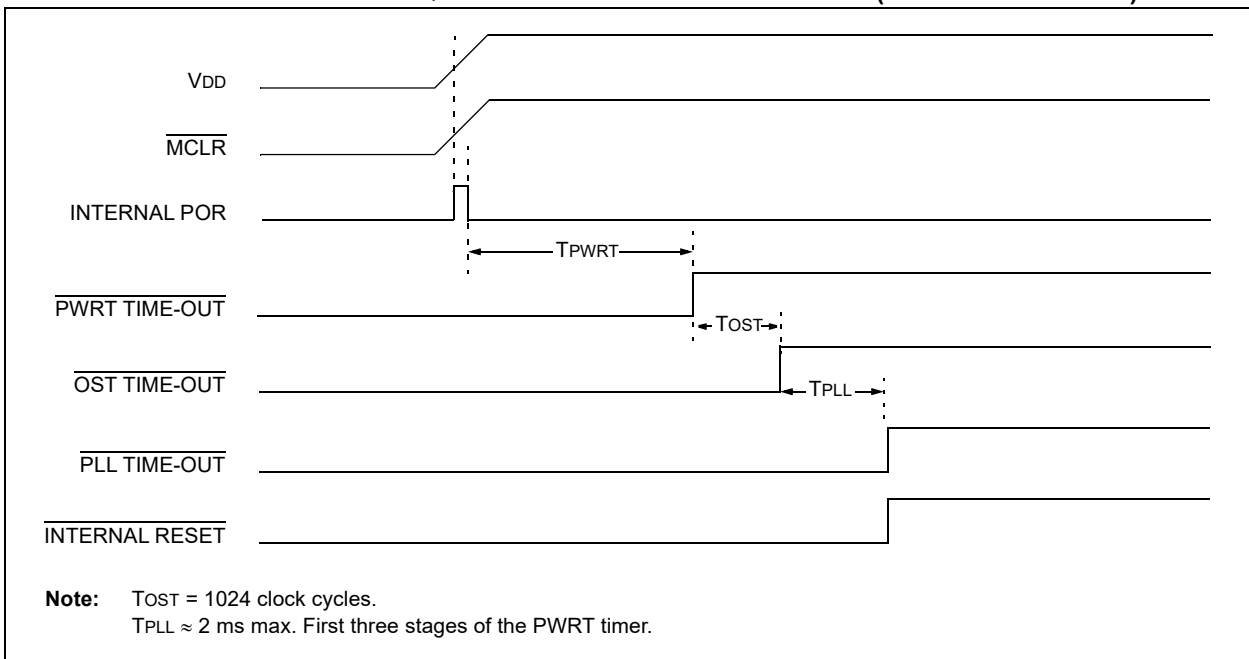 VDD
MCLR
INTERNAL POR
TPWRT
PWRT TIME-OUT
TOST
OST TIME-OUT
TPLL
PLL TIME-OUT
INTERNAL RESET
Note: TOST = 1024 clock cycles.
TPLL ≈ 2 ms max. First three stages of the PWRT timer.